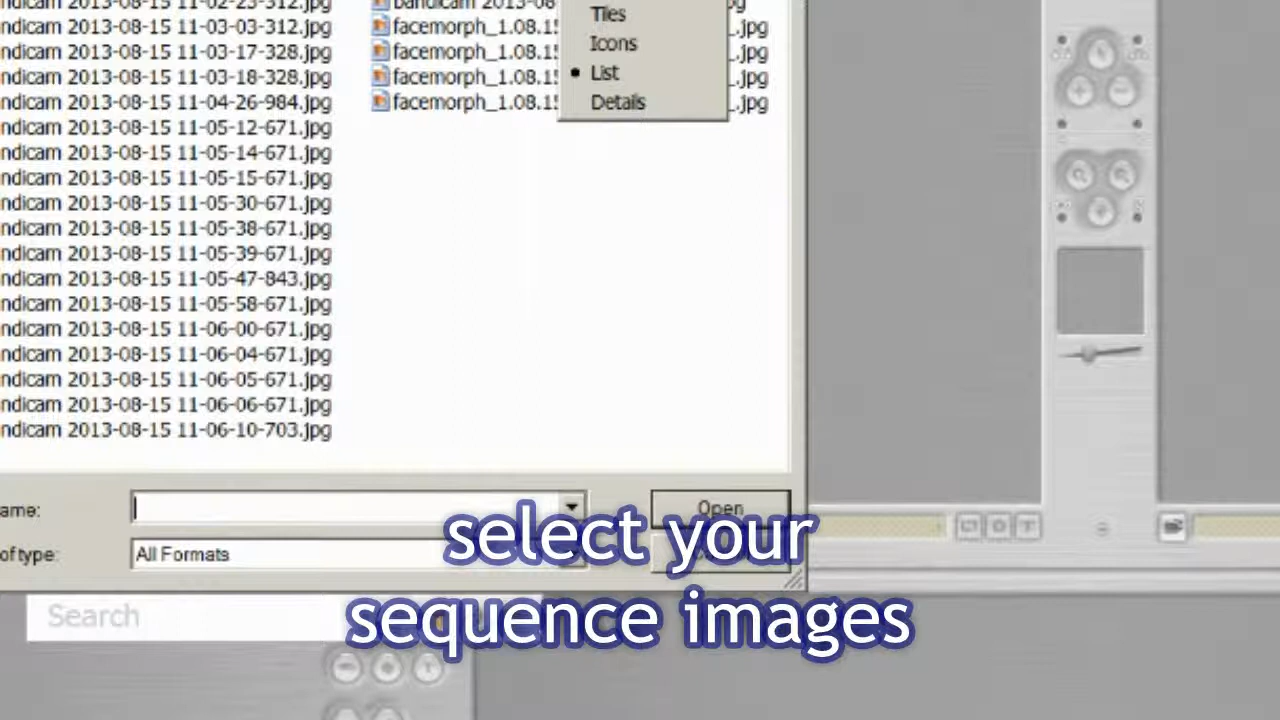 ndicam 2013-08-15 11-02-23-312.jpg
ndicam 2013-08-15 11-03-03-312.jpg
ndicam 2013-08-15 11-03-17-328.jpg
ndicam 2013-08-15 11-03-18-328.jpg
ndicam 2013-08-15 11-04-26-984.jpg
ndicam 2013-08-15 11-05-12-671.jpg
ndicam 2013-08-15 11-05-14-671.jpg
ndicam 2013-08-15 11-05-15-671.jpg
ndicam 2013-08-15 11-05-30-671.jpg
ndicam 2013-08-15 11-05-38-671.jpg
ndicam 2013-08-15 11-05-39-671.jpg
ndicam 2013-08-15 11-05-47-843.jpg
ndicam 2013-08-15 11-05-58-671.jpg
ndicam 2013-08-15 11-06-00-671.jpg
ndicam 2013-08-15 11-06-04-671.jpg
ndicam 2013-08-15 11-06-05-671.jpg
ndicam 2013-08-15 11-06-06-671.jpg
ndicam 2013-08-15 11-06-10-703.jpg
bandicam 2013-08 pg
facemorph_1.08.15 .jpg
facemorph_1.08.15 .jpg
facemorph_1.08.15 .jpg
facemorph_1.08.15 .jpg
Tiles
Icons
List
Details
ame:
Open
of type:
All Formats
select your
sequence images
Search